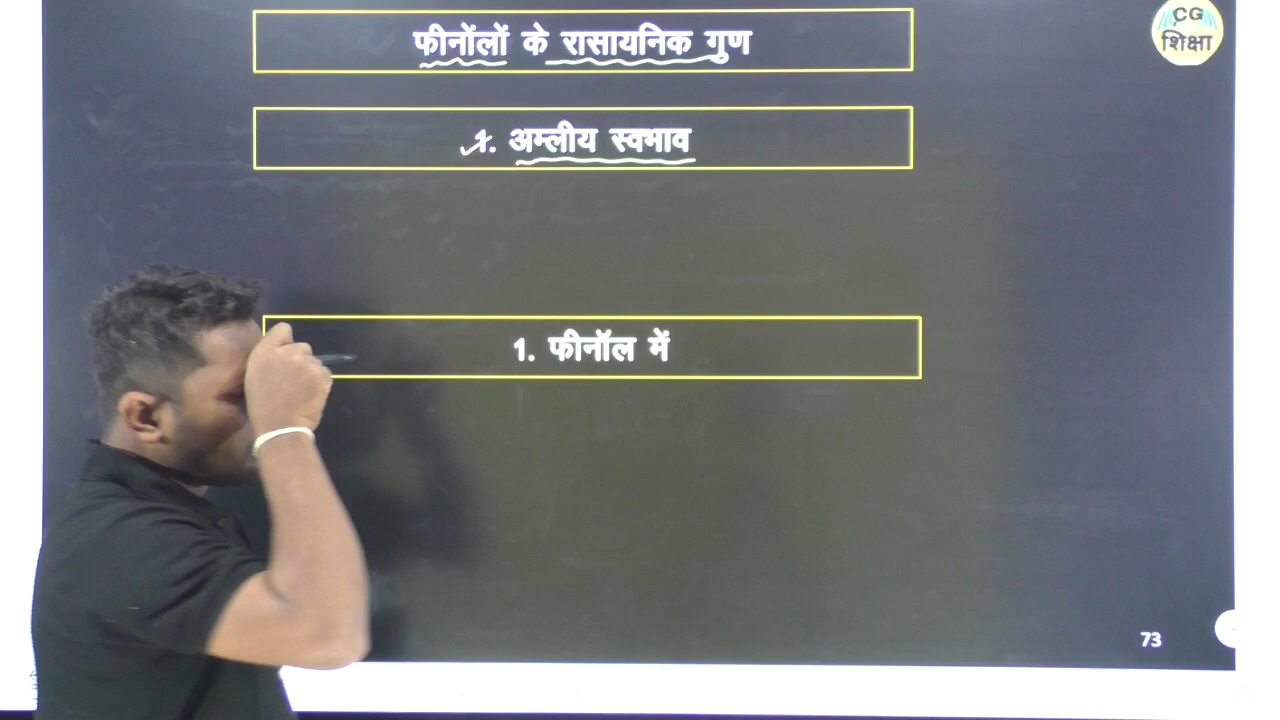 CG
शिक्षा
फीनोंलों के रासायनिक गुण
1. अम्लीय स्वभाव
1. फीनॉल में
73